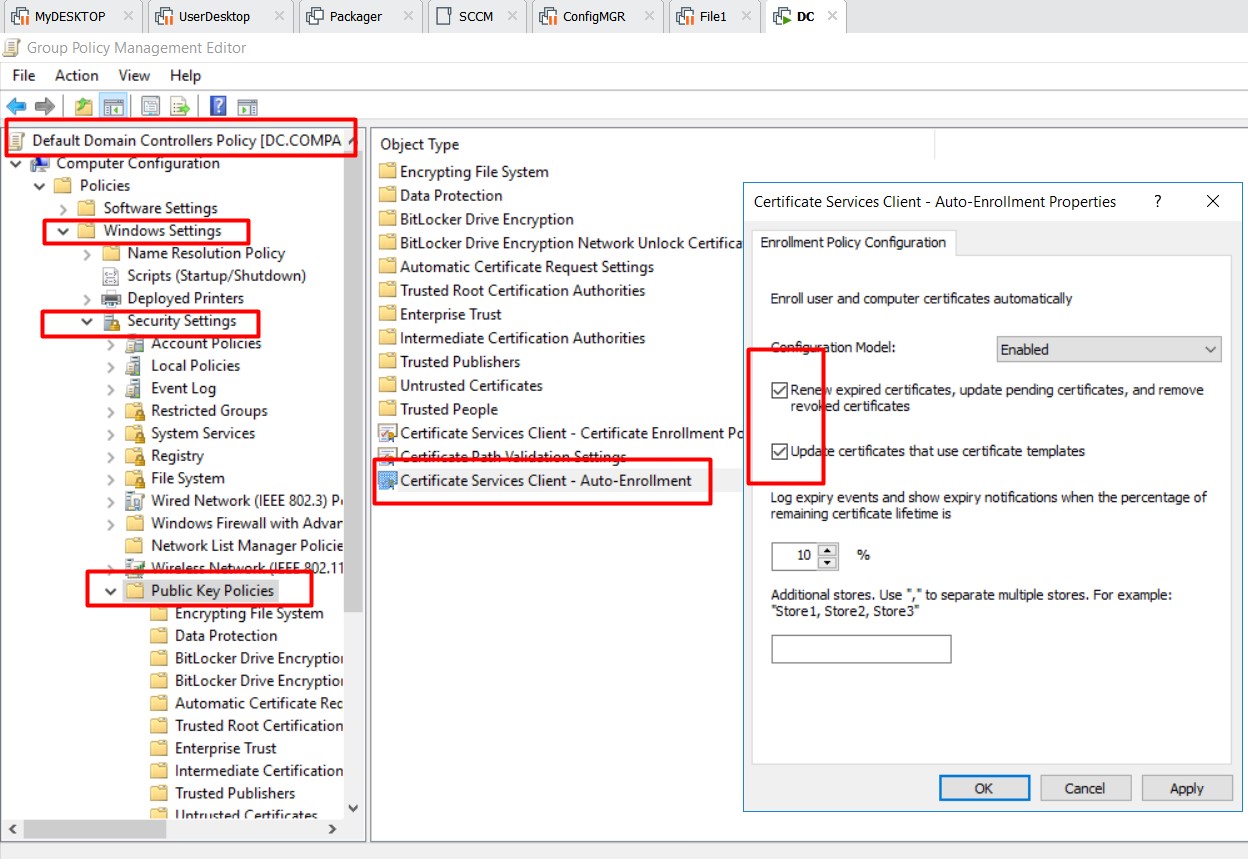 MyDESKTOP
UserDesktop
Packager
SCCM
ConfigMGR
File1
DC
Group Policy Management Editor
File Action View Help
Default Domain Controllers Policy [DC.COMPA
Computer Configuration
Policies
Software Settings
Windows Settings
Name Resolution Policy
Scripts (Startup/Shutdown)
Deployed Printers
Security Settings
Account Policies
Local Policies
Event Log
Restricted Groups
System Services
Registry
File System
Wired Network (IEEE 802.3) P
Windows Firewall with Advar
Network List Manager Policie
Wireless Network (IEEE 802.11
Public Key Policies
Encrypting File System
Data Protection
BitLocker Drive Encryption
BitLocker Drive Encryption
Automatic Certificate Req
Trusted Root Certification
Enterprise Trust
Intermediate Certification
Trusted Publishers
Untrusted Certificates
Object Type
Encrypting File System
Data Protection
BitLocker Drive Encryption
BitLocker Drive Encryption Network Unlock Certifica
Automatic Certificate Request Settings
Trusted Root Certification Authorities
Enterprise Trust
Intermediate Certification Authorities
Trusted Publishers
Untrusted Certificates
Trusted People
Certificate Services Client - Certificate Enrollment Po
Certificate Path Validation Settings
Certificate Services Client - Auto-Enrollment
Certificate Services Client - Auto-Enrollment Properties
?
Enrollment Policy Configuration
Enroll user and computer certificates automatically
Configuration Model: Enabled
Renew expired certificates, update pending certificates, and remove
revoked certificates
Update certificates that use certificate templates
Log expiry events and show expiry notifications when the percentage of
remaining certificate lifetime is
10 %
Additional stores. Use "," to separate multiple stores. For example:
"Store1, Store2, Store3"
OK Cancel Apply